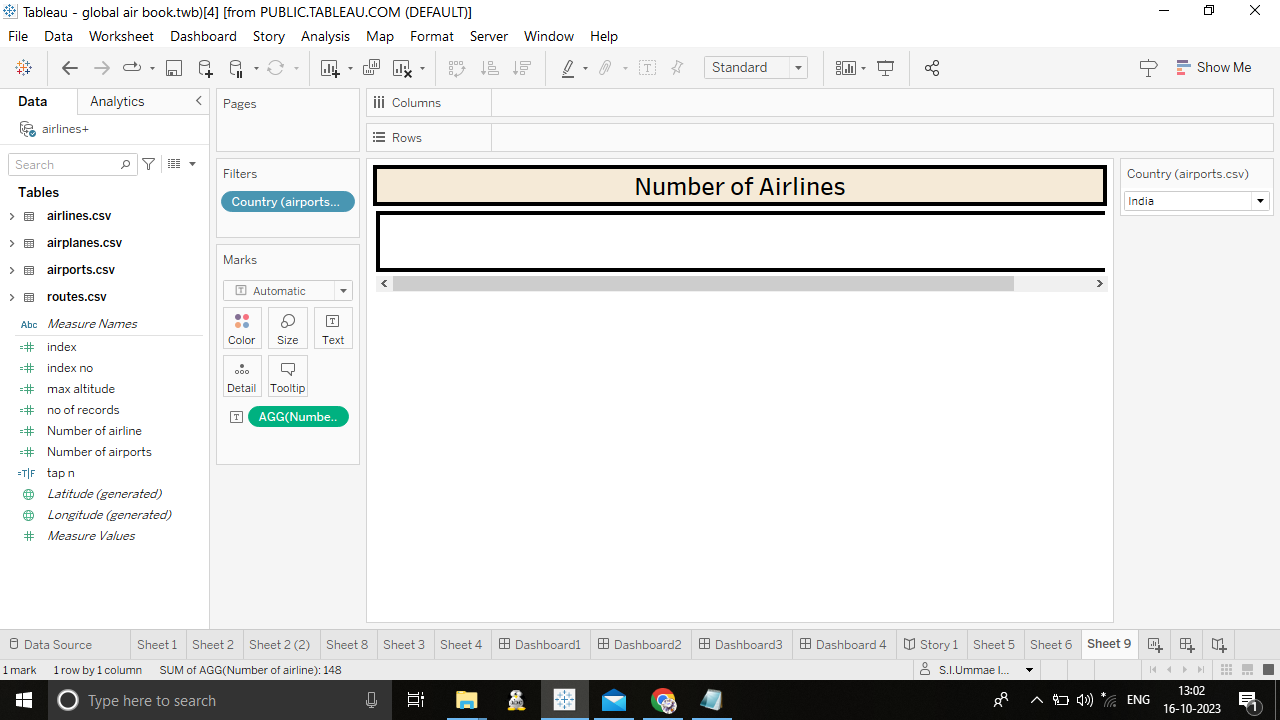 Tableau - global air book.twb)[4] [from PUBLIC.TABLEAU.COM (DEFAULT)]
File Data Worksheet Dashboard Story Analysis Map Format Server Window Help
Standard
Show Me
Data Analytics
airlines+
Search
Tables
airlines.csv
airplanes.csv
airports.csv
routes.csv
Abc Measure Names
index
index no
max altitude
no of records
Number of airline
Number of airports
=T|F tap n
Latitude (generated)
Longitude (generated)
Measure Values
Pages
Filters
Country (airports...
Marks
T Automatic
Color Size Text
Detail Tooltip
T AGG(Numbe..
Columns
Rows
Number of Airlines
Country (airports.csv)
India
Data Source Sheet 1 Sheet 2 Sheet 2 (2) Sheet 8 Sheet 3 Sheet 4 Dashboard1 Dashboard2 Dashboard3 Dashboard 4 Story 1 Sheet 5 Sheet 6 Sheet 9
1 mark 1 row by 1 column SUM of AGG(Number of airline): 148 S.I.Ummae I...
Type here to search
ENG
13:02
16-10-2023
1